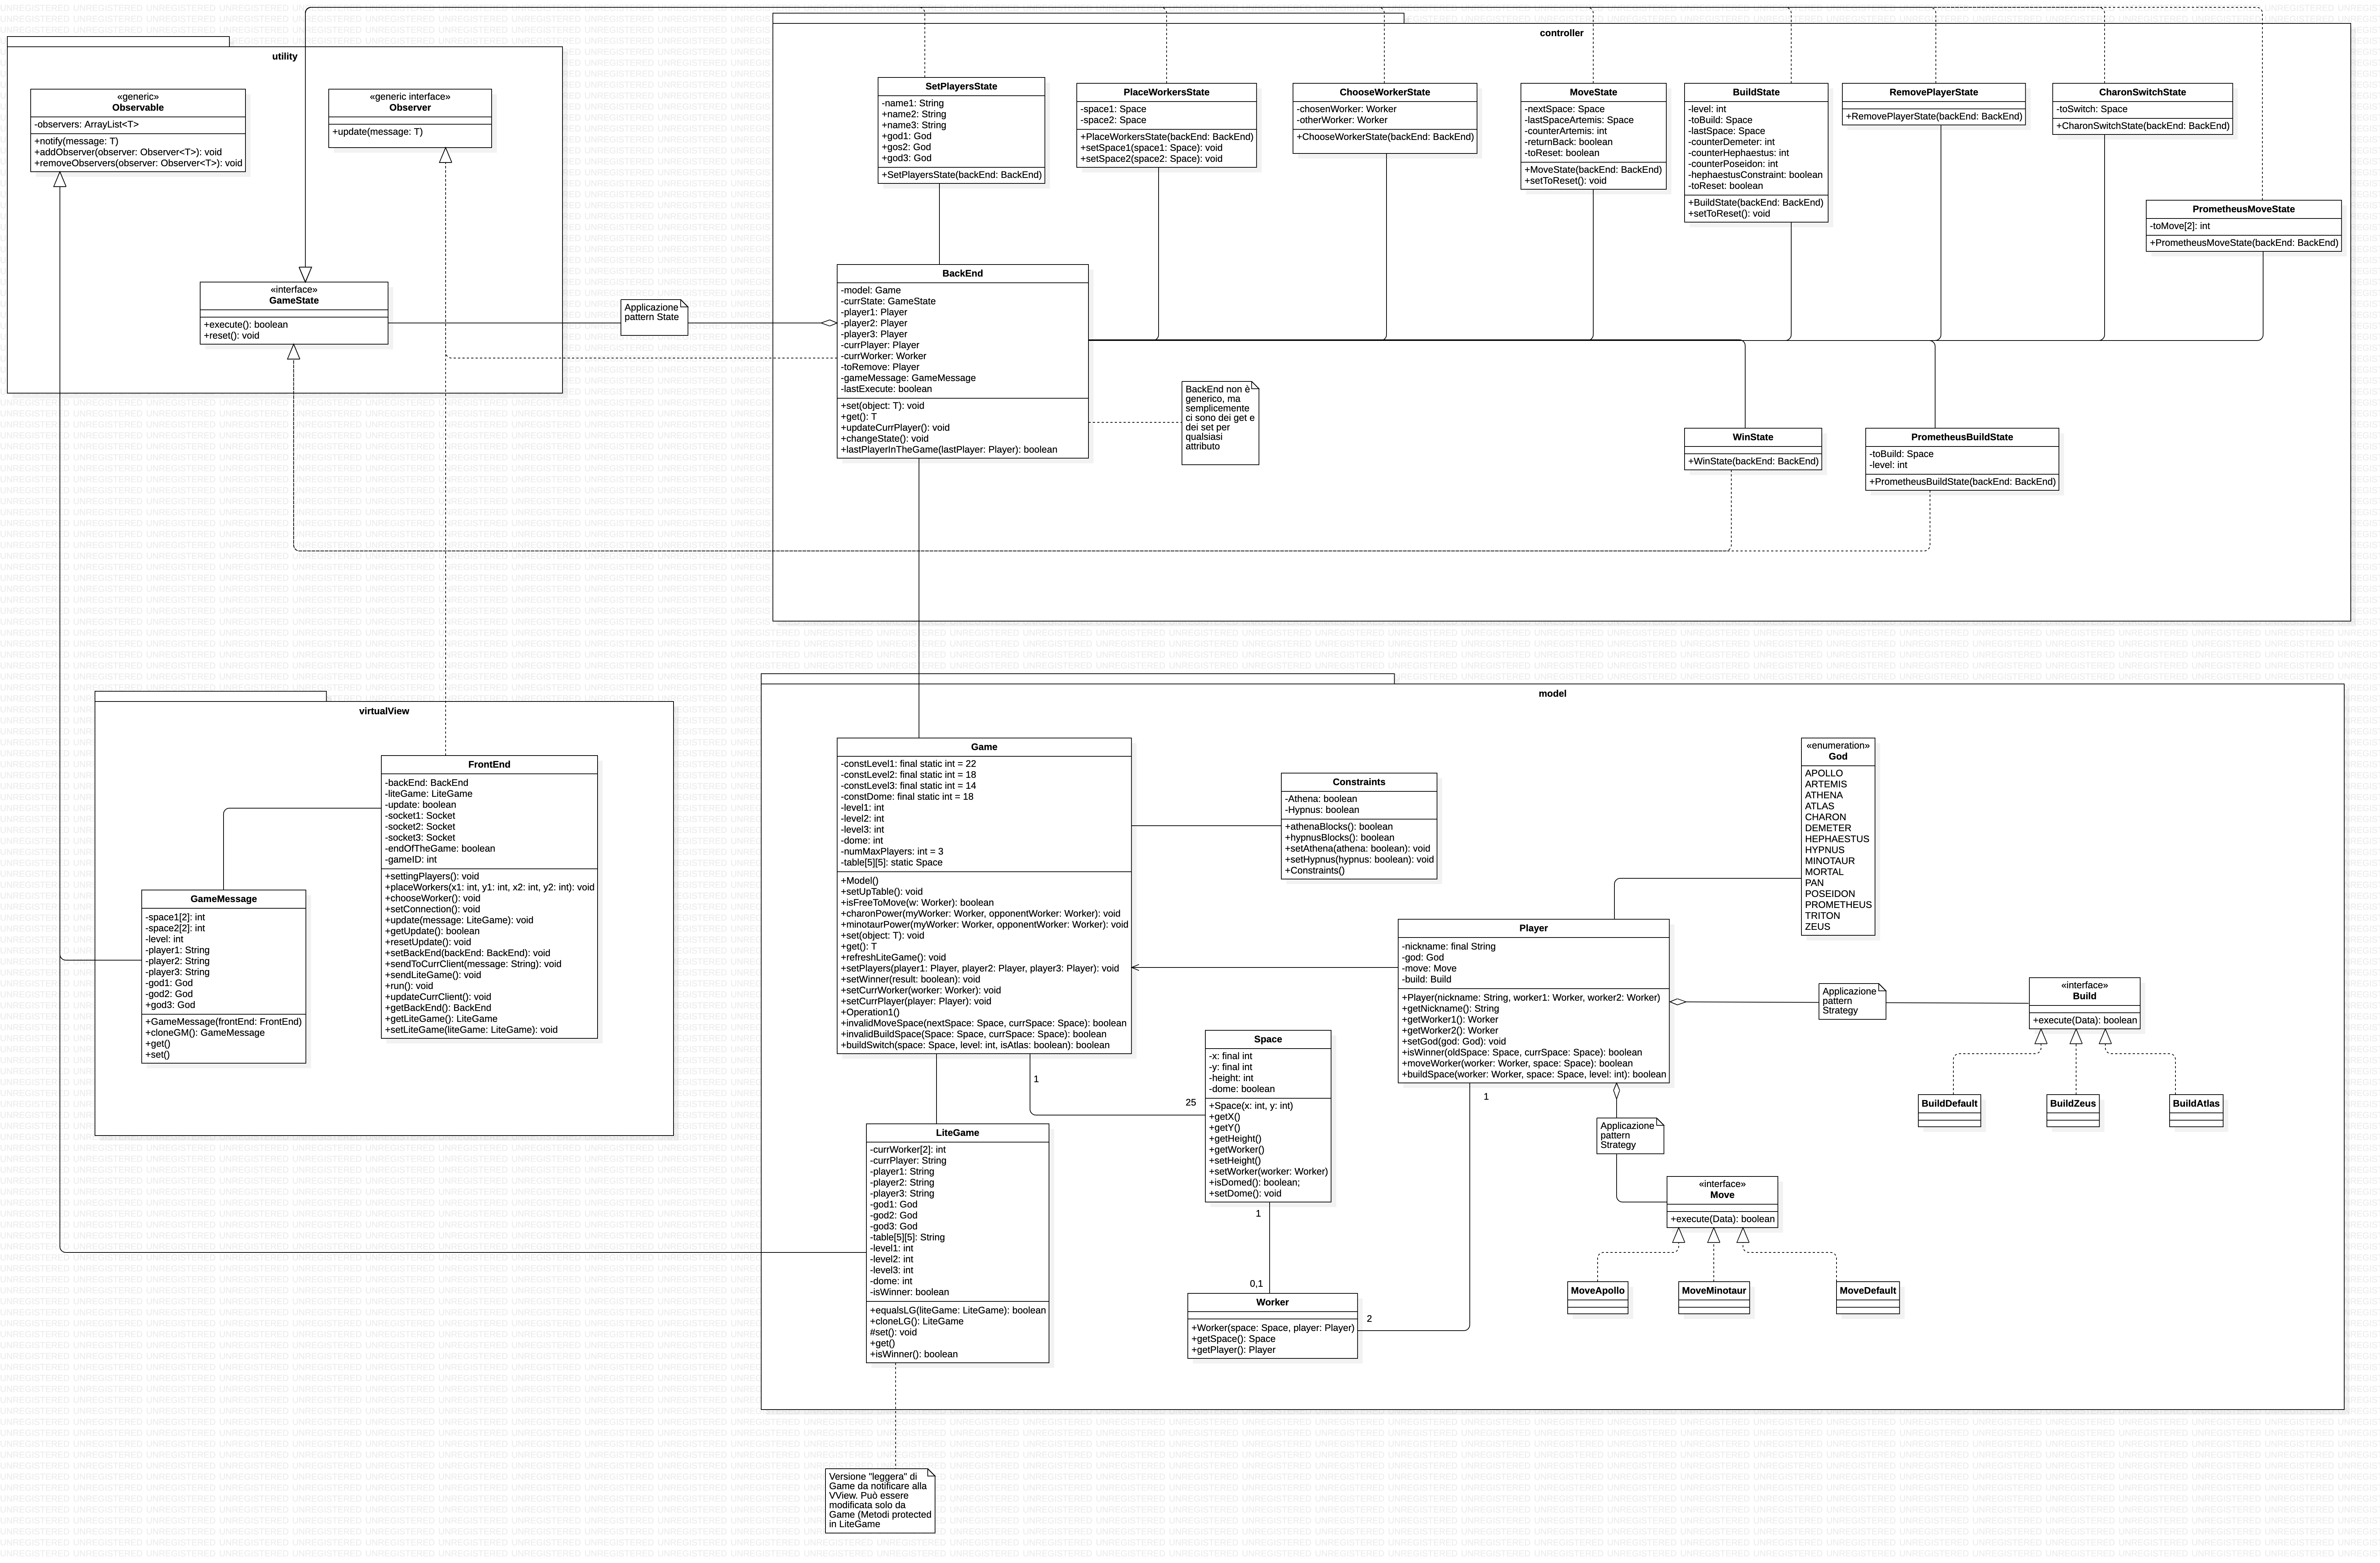 utility
«generic»
Observable
-observers: ArrayList<T>
+notify(message: T)
+addObserver(observer: Observer<T>): void
+removeObservers(observer: Observer<T>): void
«generic interface»
Observer
+update(message: T)
«interface»
GameState
+execute(): boolean
+reset(): void
Applicazione
pattern State
controller
SetPlayersState
-name1: String
+name2: String
+name3: String
+god1: God
+gos2: God
+god3: God
+SetPlayersState(backEnd: BackEnd)
PlaceWorkersState
-space1: Space
-space2: Space
+PlaceWorkersState(backEnd: BackEnd)
+setSpace1(space1: Space): void
+setSpace2(space2: Space): void
ChooseWorkerState
-chosenWorker: Worker
-otherWorker: Worker
+ChooseWorkerState(backEnd: BackEnd)
MoveState
-nextSpace: Space
-lastSpaceArtemis: Space
-counterArtemis: int
-returnBack: boolean
-toReset: boolean
+MoveState(backEnd: BackEnd)
+setToReset(): void
BuildState
-level: int
-toBuild: Space
-lastSpace: Space
-counterDemeter: int
-counterHephaestus: int
-counterPoseidon: int
-hephaestusConstraint: boolean
-toReset: boolean
+BuildState(backEnd: BackEnd)
+setToReset(): void
RemovePlayerState
+RemovePlayerState(backEnd: BackEnd)
CharonSwitchState
-toSwitch: Space
+CharonSwitchState(backEnd: BackEnd)
PrometheusMoveState
-toMove[2]: int
+PrometheusMoveState(backEnd: BackEnd)
BackEnd
-model: Game
-currState: GameState
-player1: Player
-player2: Player
-player3: Player
-currPlayer: Player
-currWorker: Worker
-toRemove: Player
-gameMessage: GameMessage
-lastExecute: boolean
+set(object: T): void
+get(): T
+updateCurrPlayer(): void
+changeState(): void
+lastPlayerInTheGame(lastPlayer: Player): boolean
BackEnd non è
generico, ma
semplicemente
ci sono dei get e
dei set per
qualsiasi
attributo
WinState
+WinState(backEnd: BackEnd)
PrometheusBuildState
-toBuild: Space
-level: int
+PrometheusBuildState(backEnd: BackEnd)
virtualView
FrontEnd
-backEnd: BackEnd
-liteGame: LiteGame
-update: boolean
-socket1: Socket
-socket2: Socket
-socket3: Socket
-endOfTheGame: boolean
-gameID: int
+settingPlayers(): void
+placeWorkers(x1: int, y1: int, x2: int, y2: int): void
+chooseWorker(): void
+setConnection(): void
+update(message: LiteGame): void
+getUpdate(): boolean
+resetUpdate(): void
+setBackEnd(backEnd: BackEnd): void
+sendToCurrClient(message: String): void
+sendLiteGame(): void
+run(): void
+updateCurrClient(): void
+getBackEnd(): BackEnd
+getLiteGame(): LiteGame
+setLiteGame(liteGame: LiteGame): void
GameMessage
-space1[2]: int
-space2[2]: int
-level: int
-player1: String
-player2: String
-player3: String
-god1: God
-god2: God
+god3: God
+GameMessage(frontEnd: FrontEnd)
+cloneGM(): GameMessage
+get()
+set()
model
Game
-constLevel1: final static int = 22
-constLevel2: final static int = 18
-constLevel3: final static int = 14
-constDome: final static int = 18
-level1: int
-level2: int
-level3: int
-dome: int
-numMaxPlayers: int = 3
-table[5][5]: static Space
+Model()
+setUpTable(): void
+isFreeToMove(w: Worker): boolean
+charonPower(myWorker: Worker, opponentWorker: Worker): void
+minotaurPower(myWorker: Worker, opponentWorker: Worker): void
+set(object: T): void
+get(): T
+refreshLiteGame(): void
+setPlayers(player1: Player, player2: Player, player3: Player): void
+setWinner(result: boolean): void
+setCurrWorker(worker: Worker): void
+setCurrPlayer(player: Player): void
+Operation1()
+invalidMoveSpace(nextSpace: Space, currSpace: Space): boolean
+invalidBuildSpace(Space: Space, currSpace: Space): boolean
+buildSwitch(space: Space, level: int, isAtlas: boolean): boolean
Constraints
-Athena: boolean
-Hypnus: boolean
+athenaBlocks(): boolean
+hypnusBlocks(): boolean
+setAthena(athena: boolean): void
+setHypnus(hypnus: boolean): void
+Constraints()
«enumeration»
God
APOLLO
ARTEMIS
ATHENA
ATLAS
CHARON
DEMETER
HEPHAESTUS
HYPNUS
MINOTAUR
MORTAL
PAN
POSEIDON
PROMETHEUS
TRITON
ZEUS
Player
-nickname: final String
-god: God
-move: Move
-build: Build
+Player(nickname: String, worker1: Worker, worker2: Worker)
+getNickname(): String
+getWorker1(): Worker
+getWorker2(): Worker
+setGod(god: God): void
+isWinner(oldSpace: Space, currSpace: Space): boolean
+moveWorker(worker: Worker, space: Space): boolean
+buildSpace(worker: Worker, space: Space, level: int): boolean
Applicazione
pattern
Strategy
«interface»
Build
+execute(Data): boolean
BuildDefault
BuildZeus
BuildAtlas
1
25
1
Space
-x: final int
-y: final int
-height: int
-dome: boolean
+Space(x: int, y: int)
+getX()
+getY()
+getHeight()
+getWorker()
+setHeight()
+setWorker(worker: Worker)
+isDomed(): boolean;
+setDome(): void
Applicazione
pattern
Strategy
«interface»
Move
+execute(Data): boolean
MoveApollo
MoveMinotaur
MoveDefault
LiteGame
-currWorker[2]: int
-currPlayer: String
-player1: String
-player2: String
-player3: String
-god1: God
-god2: God
-god3: God
-table[5][5]: String
-level1: int
-level2: int
-level3: int
-dome: int
-isWinner: boolean
+equalsLG(liteGame: LiteGame): boolean
+cloneLG(): LiteGame
#set(): void
+get()
+isWinner(): boolean
1
0,1
2
Worker
+Worker(space: Space, player: Player)
+getSpace(): Space
+getPlayer(): Player
Versione "leggera" di
Game da notificare alla
VView. Può essere
modificata solo da
Game (Metodi protected
in LiteGame